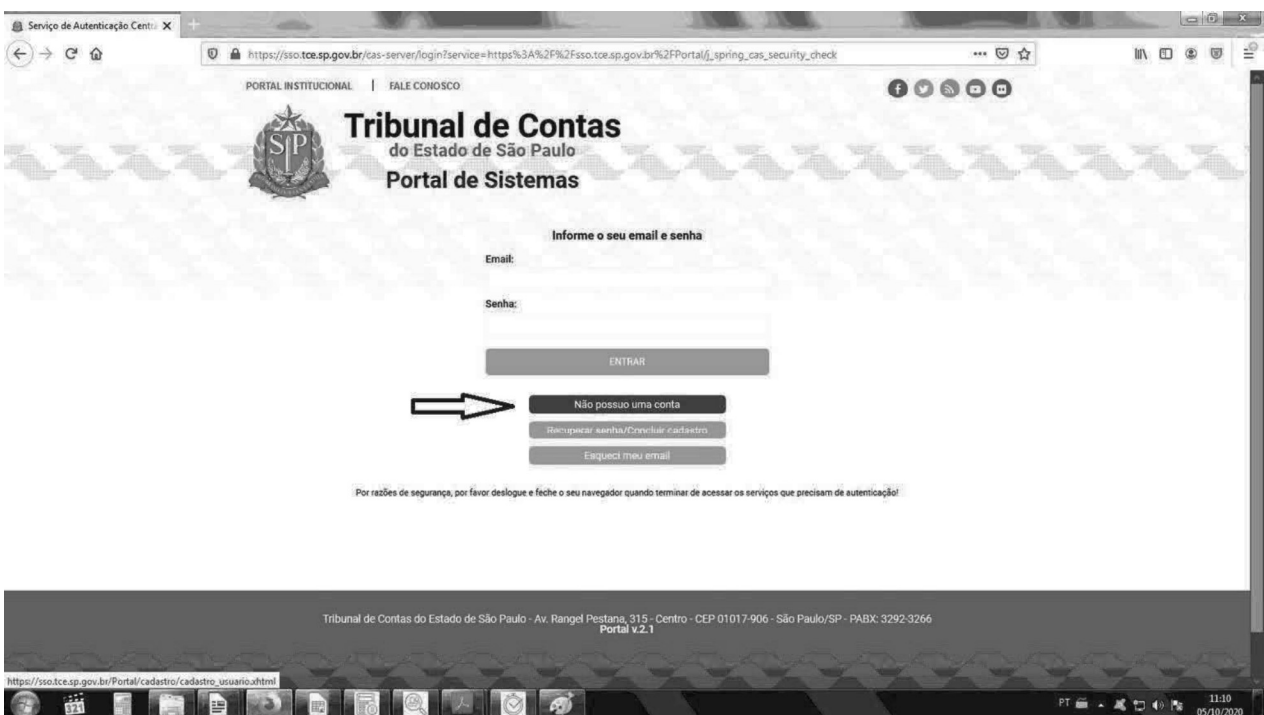 Serviço de Autenticação Centr
https://sso.tce.sp.gov.br/cas-server/login?service=https%3A%2F%2Fsso.tce.sp.gov.br%2FPortal/j_spring_cas_security_check
PORTAL INSTITUCIONAL | FALE CONOSCO
SP
Tribunal de Contas
do Estado de São Paulo
Portal de Sistemas
Informe o seu email e senha
Email:
Senha:
ENTRAR
Não possuo uma conta
Recuperar senha/Concluir cadastro
Esqueci meu email
Por razões de segurança, por favor deslogue e feche o seu navegador quando terminar de acessar os serviços que precisam de autenticação!
Tribunal de Contas do Estado de São Paulo - Av. Rangel Pestana, 315 - Centro - CEP 01017-906 - São Paulo/SP - PABX: 3292-3266
Portal v.2.1
https://sso.tce.sp.gov.br/Portal/cadastro/cadastro_usuario.xhtml
321
PT
11:10
05/10/2020